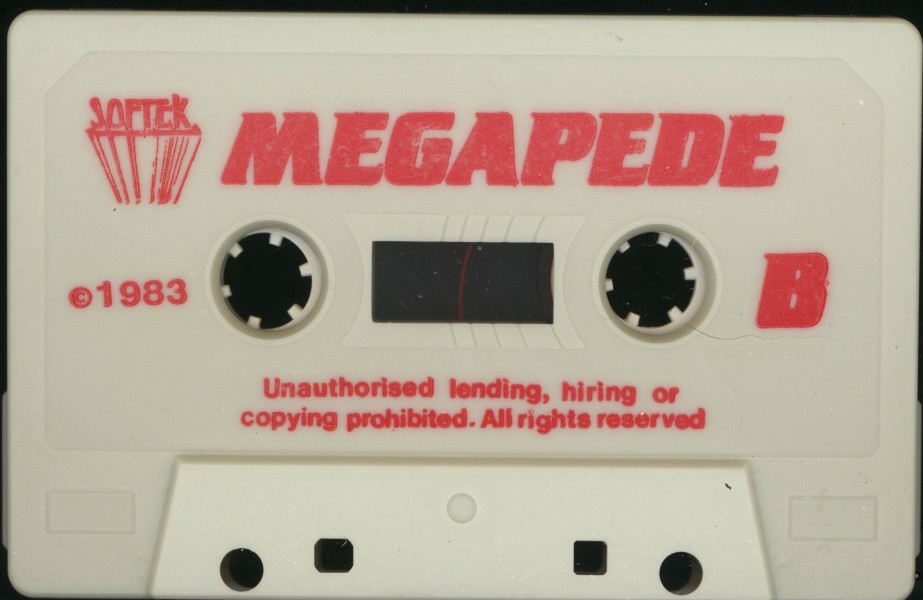 SOFTEK
MEGAPEDE
©1983
B
Unauthorised lending, hiring or
copying prohibited. All rights reserved